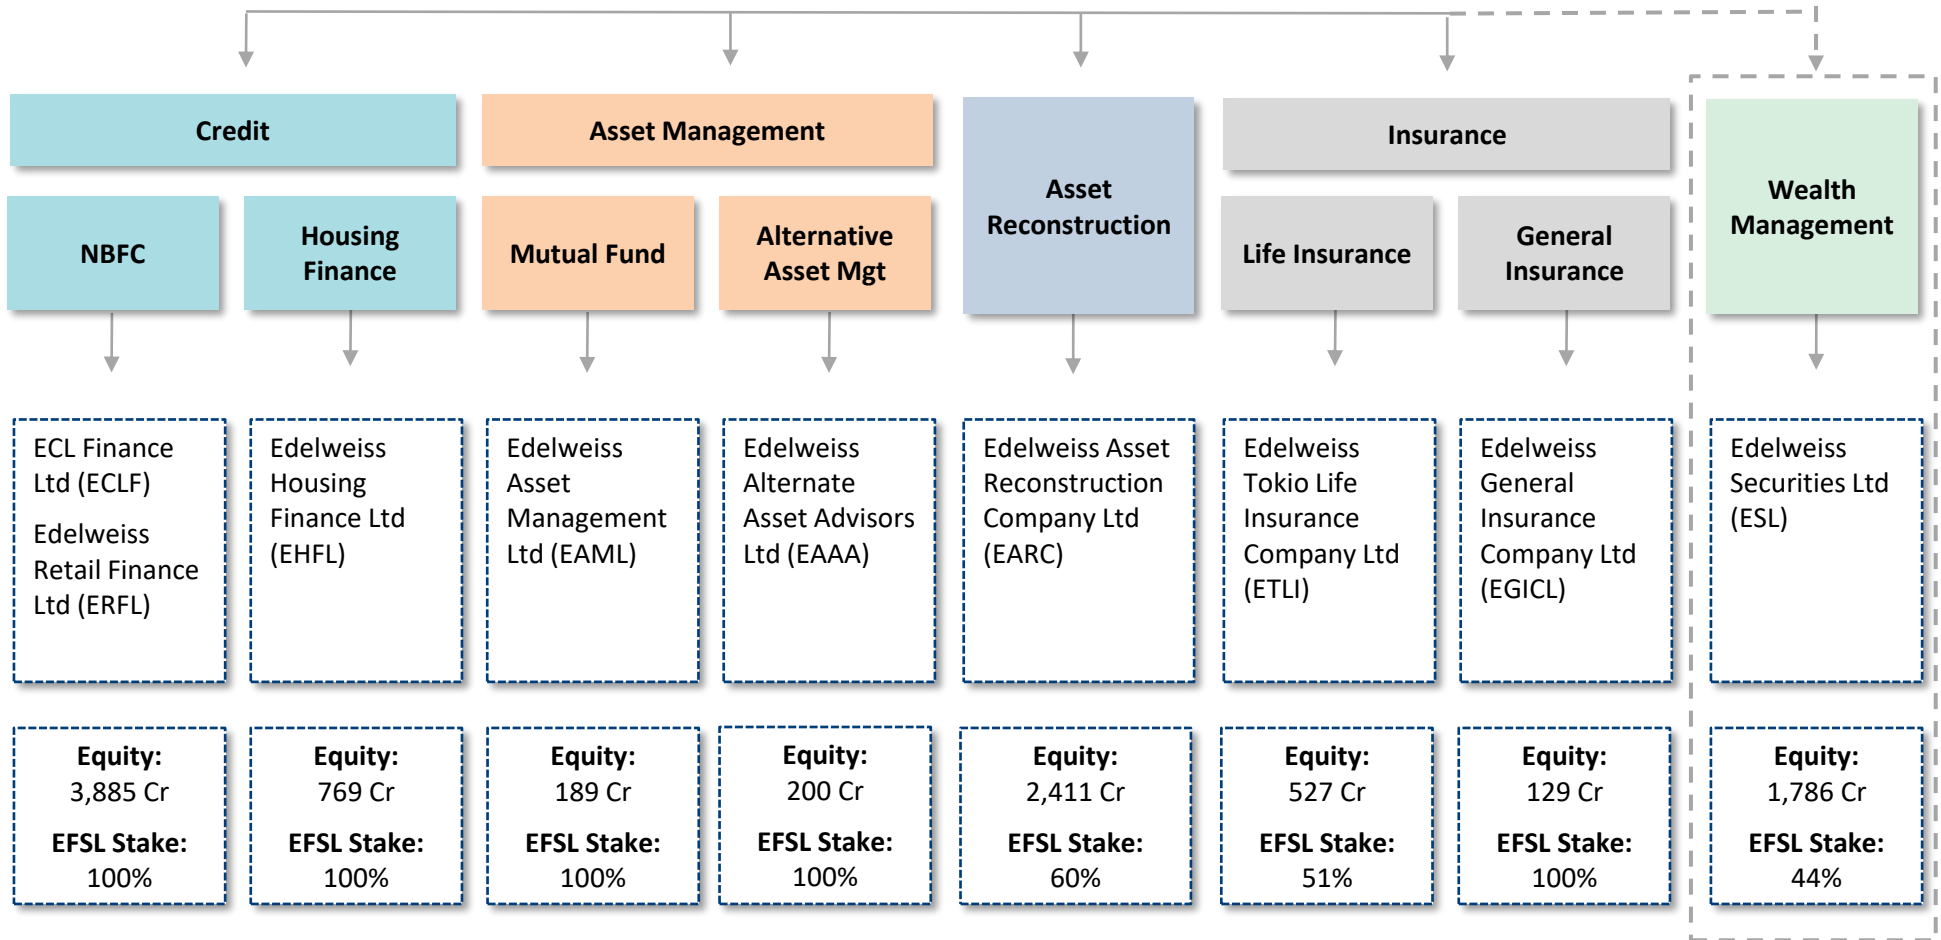 Credit
Asset Management
Asset
Reconstruction
Insurance
Wealth
Management
NBFC
Housing
Finance
Mutual Fund
Alternative
Asset Mgt
Life Insurance
General
Insurance
ECL Finance
Ltd (ECLF)
Edelweiss
Retail Finance
Ltd (ERFL)
Edelweiss
Housing
Finance Ltd
(EHFL)
Edelweiss
Asset
Management
Ltd (EAML)
Edelweiss
Alternate
Asset Advisors
Ltd (EAAA)
Edelweiss Asset
Reconstruction
Company Ltd
(EARC)
Edelweiss
Tokio Life
Insurance
Company Ltd
(ETLI)
Edelweiss
General
Insurance
Company Ltd
(EGICL)
Edelweiss
Securities Ltd
(ESL)
Equity:
3,885 Cr
EFSL Stake:
100%
Equity:
769 Cr
EFSL Stake:
100%
Equity:
189 Cr
EFSL Stake:
100%
Equity:
200 Cr
EFSL Stake:
100%
Equity:
2,411 Cr
EFSL Stake:
60%
Equity:
527 Cr
EFSL Stake:
51%
Equity:
129 Cr
EFSL Stake:
100%
Equity:
1,786 Cr
EFSL Stake:
44%